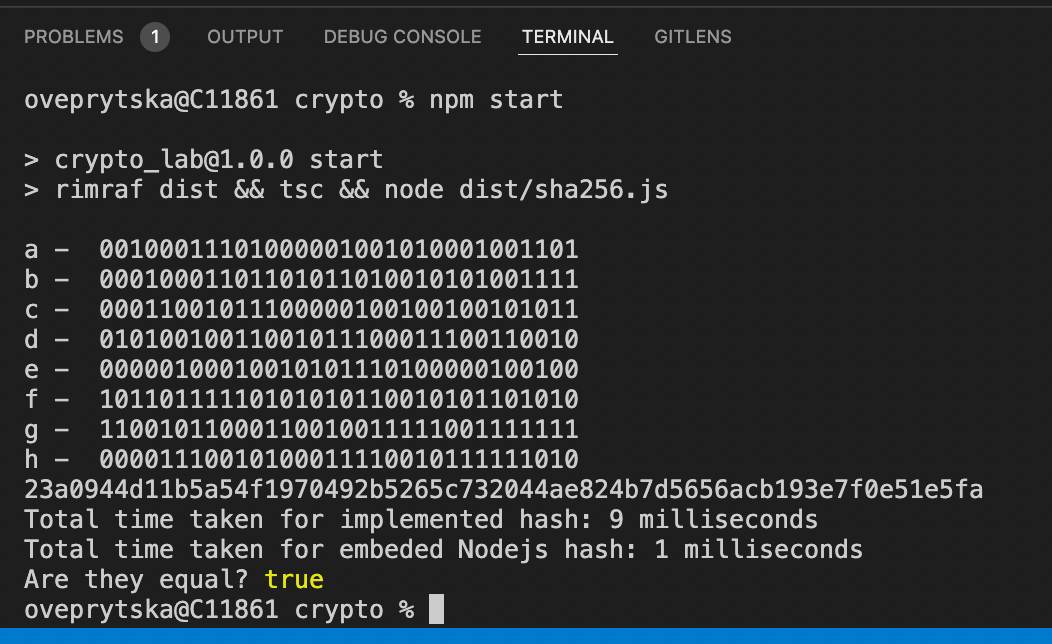 PROBLEMS 1 OUTPUT DEBUG CONSOLE TERMINAL GITLENS
oveprytska@C11861 crypto % npm start
> crypto_lab@1.0.0 start
> rimraf dist && tsc && node dist/sha256.js
a – 00100011101000001001010001001101
b – 00010001101101011010010101001111
c – 00011001011100000100100100101011
d – 01010010011001011100011100110010
e – 00000100010010101110100000100100
f – 10110111110101010110010101101010
g – 11001011000110010011111001111111
h – 00001110010100011110010111111010
23a0944d11b5a54f1970492b5265c732044ae824b7d5656acb193e7f0e51e5fa
Total time taken for implemented hash: 9 milliseconds
Total time taken for embeded Nodejs hash: 1 milliseconds
Are they equal? true
oveprytska@C11861 crypto %